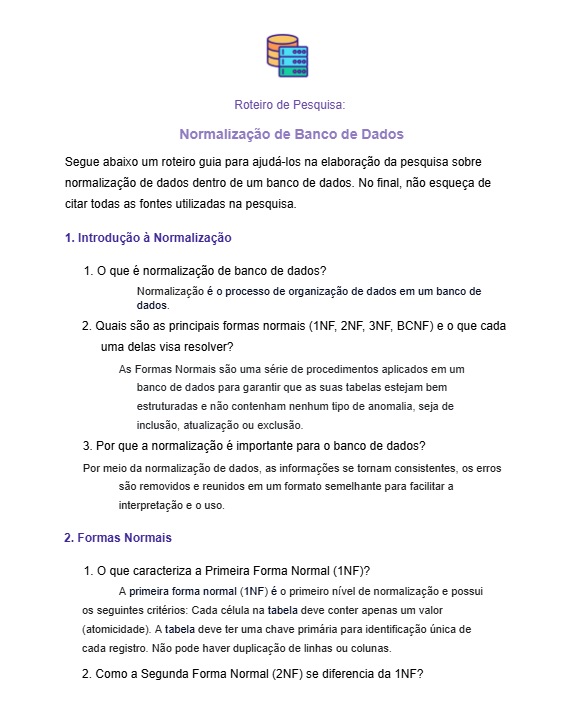 Roteiro de Pesquisa:
Normalização de Banco de Dados
Segue abaixo um roteiro guia para ajudá-los na elaboração da pesquisa sobre
normalização de dados dentro de um banco de dados. No final, não esqueça de
citar todas as fontes utilizadas na pesquisa.
1. Introdução à Normalização
1. O que é normalização de banco de dados?
Normalização é o processo de organização de dados em um banco de
dados.
2. Quais são as principais formas normais (1NF, 2NF, 3NF, BCNF) e o que cada
uma delas visa resolver?
As Formas Normais são uma série de procedimentos aplicados em um
banco de dados para garantir que as suas tabelas estejam bem
estruturadas e não contenham nenhum tipo de anomalia, seja de
inclusão, atualização ou exclusão.
3. Por que a normalização é importante para o banco de dados?
Por meio da normalização de dados, as informações se tornam consistentes, os erros
são removidos e reunidos em um formato semelhante para facilitar a
interpretação e o uso.
2. Formas Normais
1. O que caracteriza a Primeira Forma Normal (1NF)?
A primeira forma normal (1NF) é o primeiro nível de normalização e possui
os seguintes critérios: Cada célula na tabela deve conter apenas um valor
(atomicidade). A tabela deve ter uma chave primária para identificação única de
cada registro. Não pode haver duplicação de linhas ou colunas.
2. Como a Segunda Forma Normal (2NF) se diferencia da 1NF?